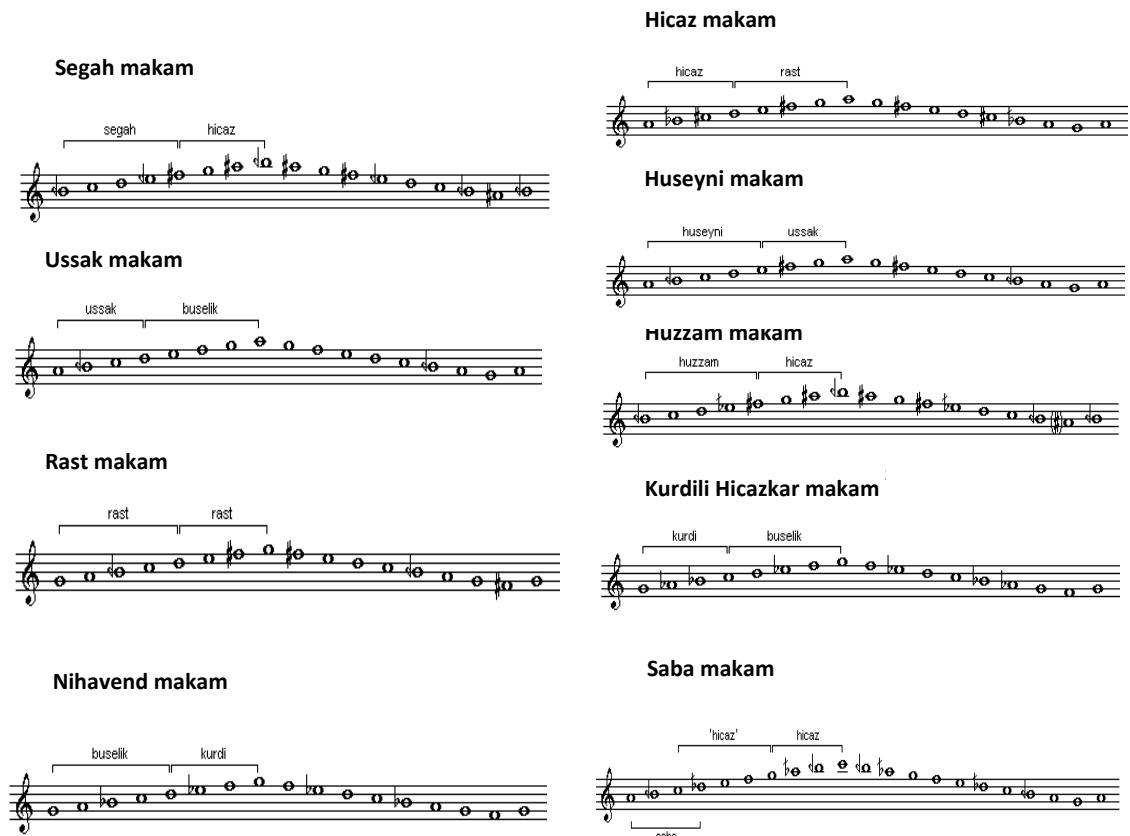 Segah makam
segah hicaz
Ussak makam
ussak buselik
Rast makam
rast rast
Nihavend makam
buselik kurdi
Hicaz makam
hicaz rast
Huseyni makam
huseyni ussak
Huzzam makam
huzzam hicaz
Kurdili Hicazkar makam
kurdi buselik
Saba makam
'hicaz' hicaz